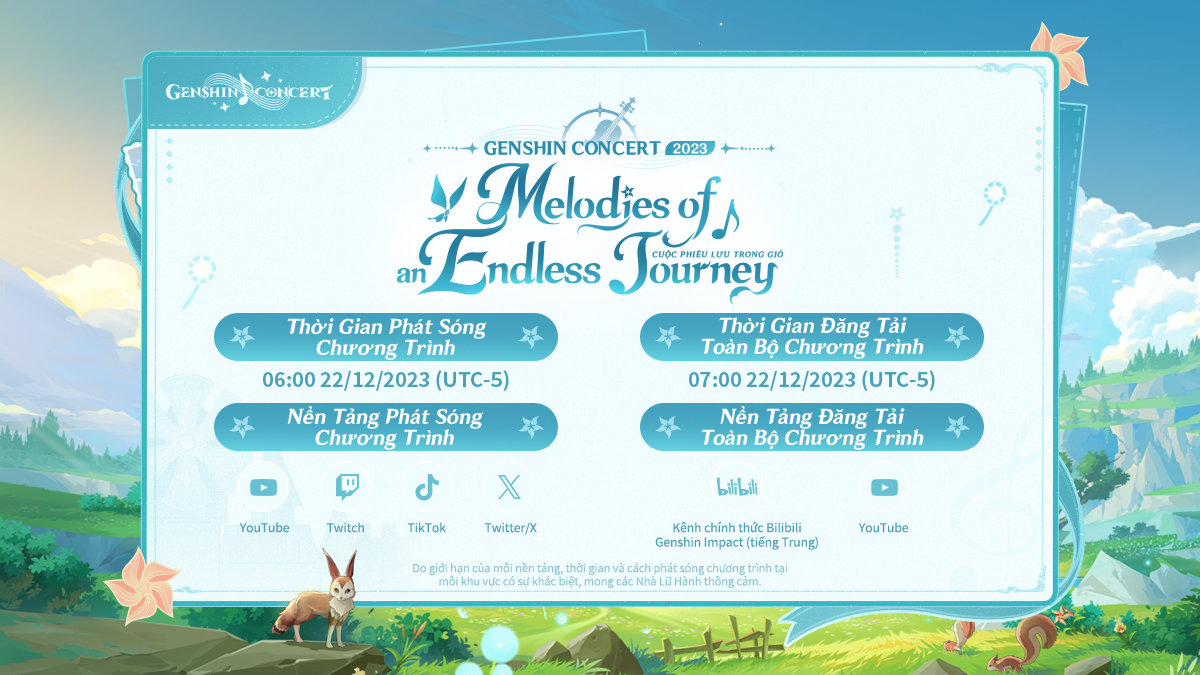 GENSHIN CONCERT
GENSHIN CONCERT 2023
Melodies of
an Endless Journey
CUỘC PHIÊU LƯU TRONG GIÓ
Thời Gian Phát Sóng
Chương Trình
06:00 22/12/2023 (UTC-5)
Nền Tảng Phát Sóng
Chương Trình
YouTube
Twitch
TikTok
Twitter/X
Thời Gian Đăng Tải
Toàn Bộ Chương Trình
07:00 22/12/2023 (UTC-5)
Nền Tảng Đăng Tải
Toàn Bộ Chương Trình
bilibili
Kênh chính thức Bilibili
Genshin Impact (tiếng Trung)
YouTube
Do giới hạn của mỗi nền tảng, thời gian và cách phát sóng chương trình tại
mỗi khu vực có sự khác biệt, mong các Nhà Lữ Hành thông cảm.